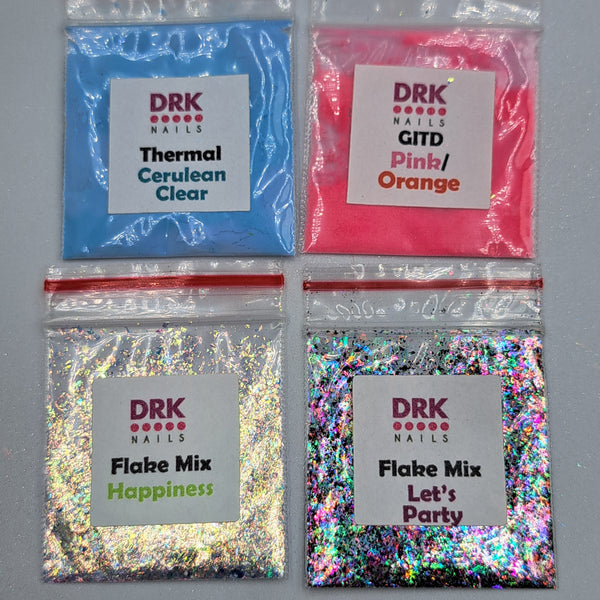 DRK
NAILS
Thermal
Cerulean
Clear
DRK
NAILS
GITD
Pink/
Orange
DRK
NAILS
Flake Mix
Happiness
DRK
NAILS
Flake Mix
Let's
Party